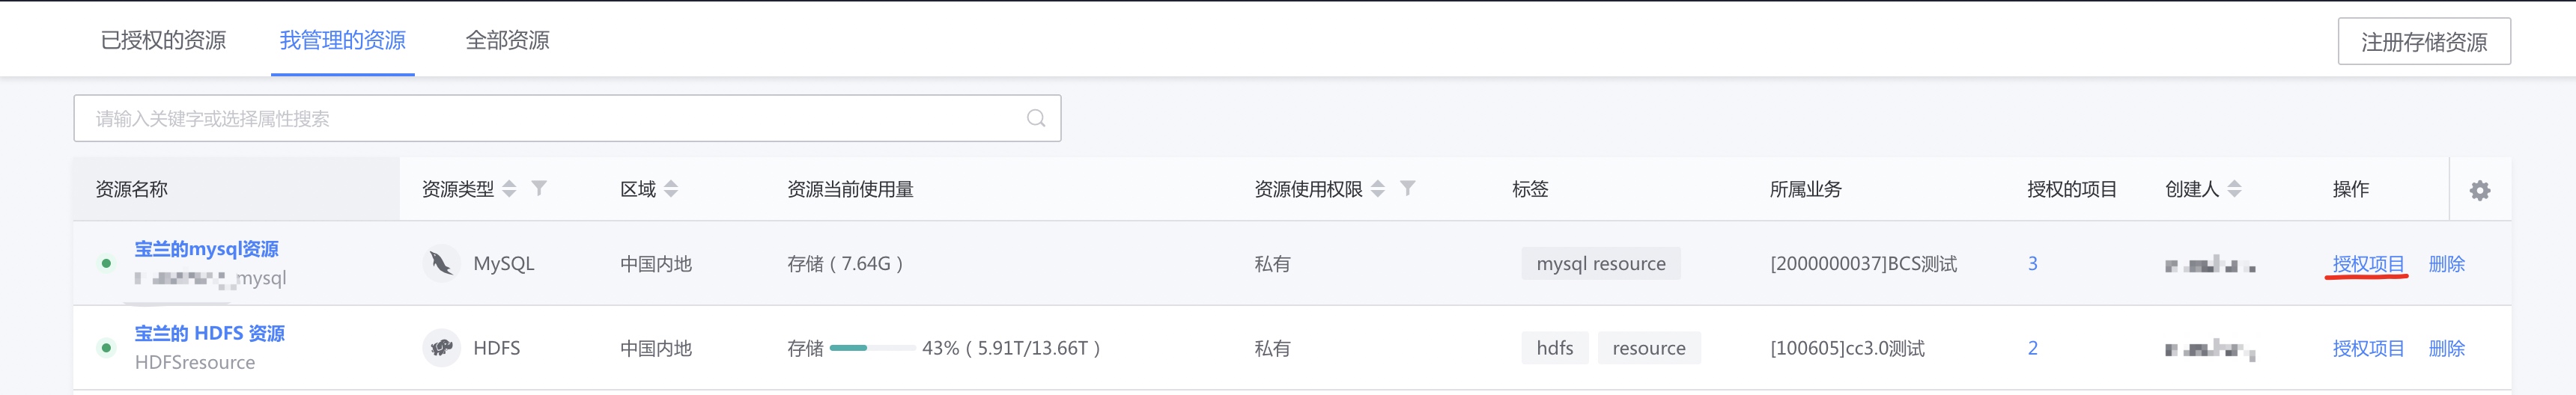 已授权的资源 我管理的资源 全部资源 注册存储资源
请输入关键字或选择属性搜索
资源名称 资源类型 区域 资源当前使用量 资源使用权限 标签 所属业务 授权的项目 创建人 操作
宝兰的mysql资源
mysql
MySQL 中国内地 存储（7.64G） 私有 mysql resource [2000000037]BCS测试 3 授权项目 删除
宝兰的 HDFS 资源
HDFSresource
HDFS 中国内地 存储 43%（5.91T/13.66T） 私有 hdfs resource [100605]cc3.0测试 2 授权项目 删除